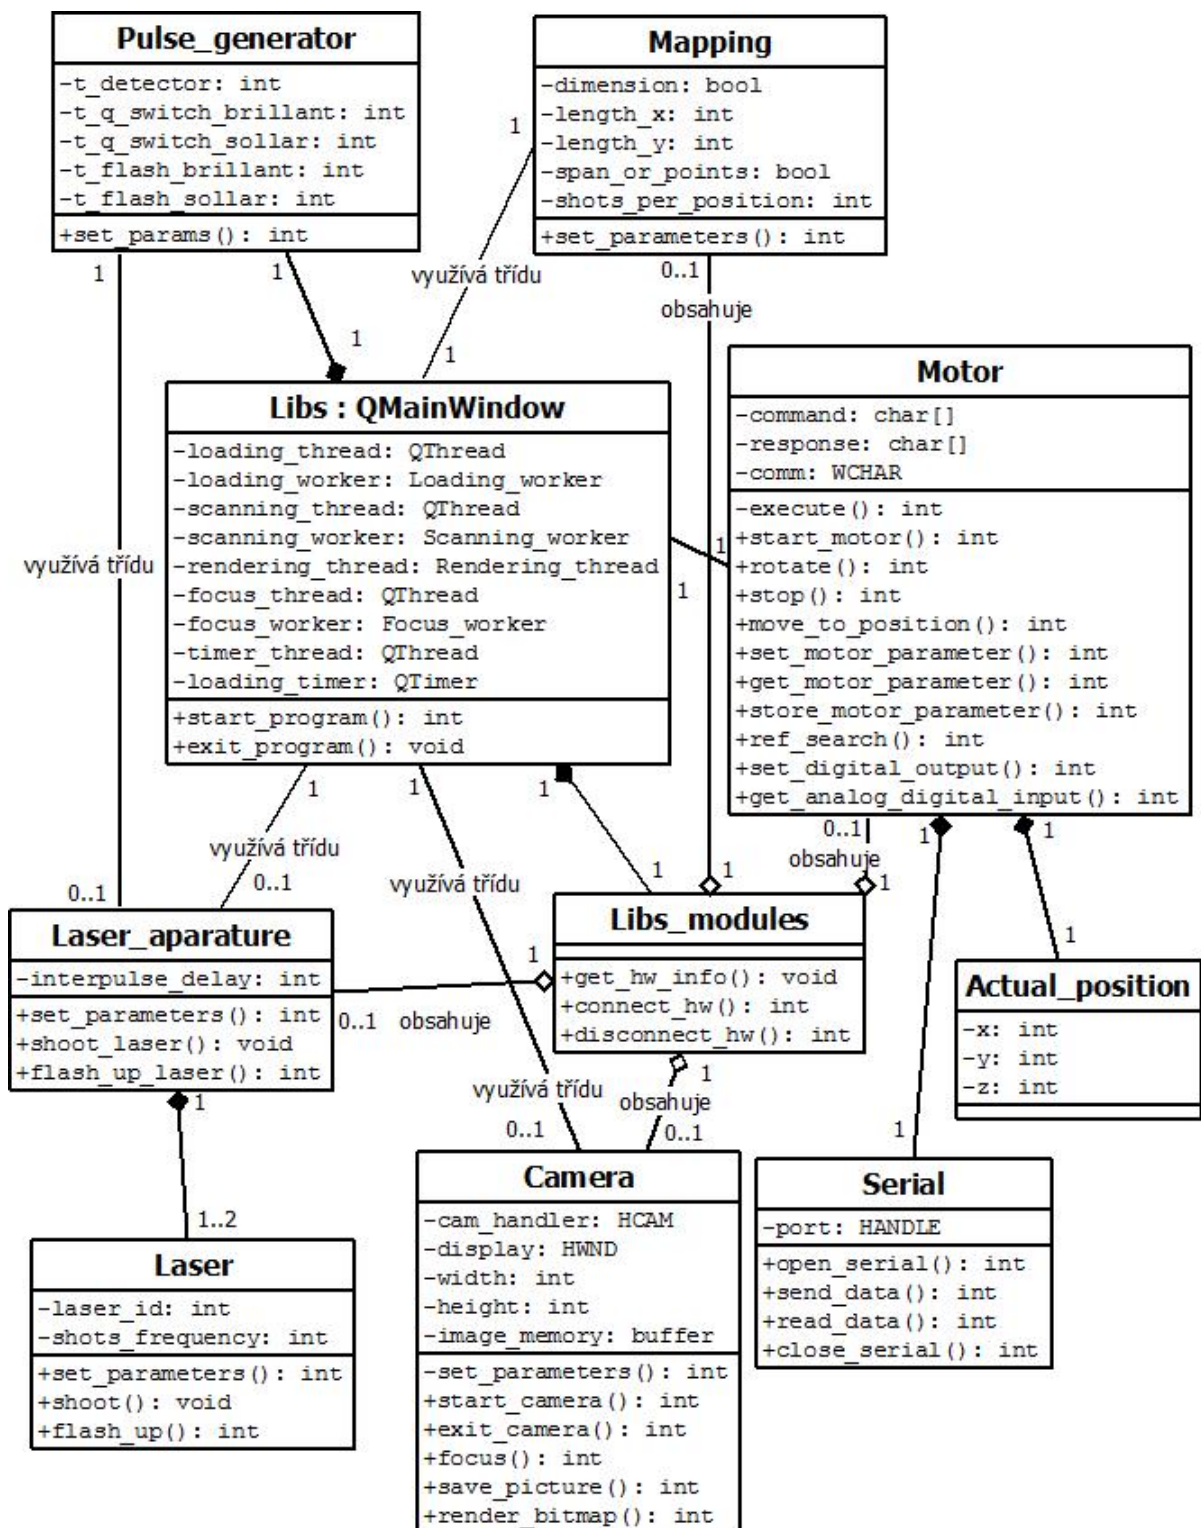 Pulse_generator
-t_detector: int
-t_q_switch_brillant: int
-t_q_switch_sollar: int
-t_flash_brillant: int
-t_flash_sollar: int
+set_params(): int
Mapping
-dimension: bool
-length_x: int
-length_y: int
-span_or_points: bool
-shots_per_position: int
+set_parameters(): int
1
1
1
1
využívá třídu
1
0..1
obsahuje
Libs : QMainWindow
-loading_thread: QThread
-loading_worker: Loading_worker
-scanning_thread: QThread
-scanning_worker: Scanning_worker
-rendering_thread: Rendering_thread
-focus_thread: QThread
-focus_worker: Focus_worker
-timer_thread: QThread
-loading_timer: QTimer
+start_program(): int
+exit_program(): void
Motor
-command: char[]
-response: char[]
-comm: WCHAR
-execute(): int
+start_motor(): int
+rotate(): int
+stop(): int
+move_to_position(): int
+set_motor_parameter(): int
+get_motor_parameter(): int
+store_motor_parameter(): int
+ref_search(): int
+set_digital_output(): int
+get_analog_digital_input(): int
1
1
využívá třídu
1
1
1
využívá třídu
0..1
0..1
využívá třídu
1
1
0..1
obsahuje
1
1
1
Laser_aparature
-interpulse_delay: int
+set_parameters(): int
+shoot_laser(): void
+flash_up_laser(): int
1
0..1 obsahuje
Libs_modules
+get_hw_info(): void
+connect_hw(): int
+disconnect_hw(): int
1
Actual_position
-x: int
-y: int
-z: int
1
využívá třídu
0..1
1
obsahuje
0..1
1
1..2
Laser
-laser_id: int
-shots_frequency: int
+set_parameters(): int
+shoot(): void
+flash_up(): int
Camera
-cam_handler: HCAM
-display: HWND
-width: int
-height: int
-image_memory: buffer
-set_parameters(): int
+start_camera(): int
+exit_camera(): int
+focus(): int
+save_picture(): int
+render_bitmap(): int
Serial
-port: HANDLE
+open_serial(): int
+send_data(): int
+read_data(): int
+close_serial(): int